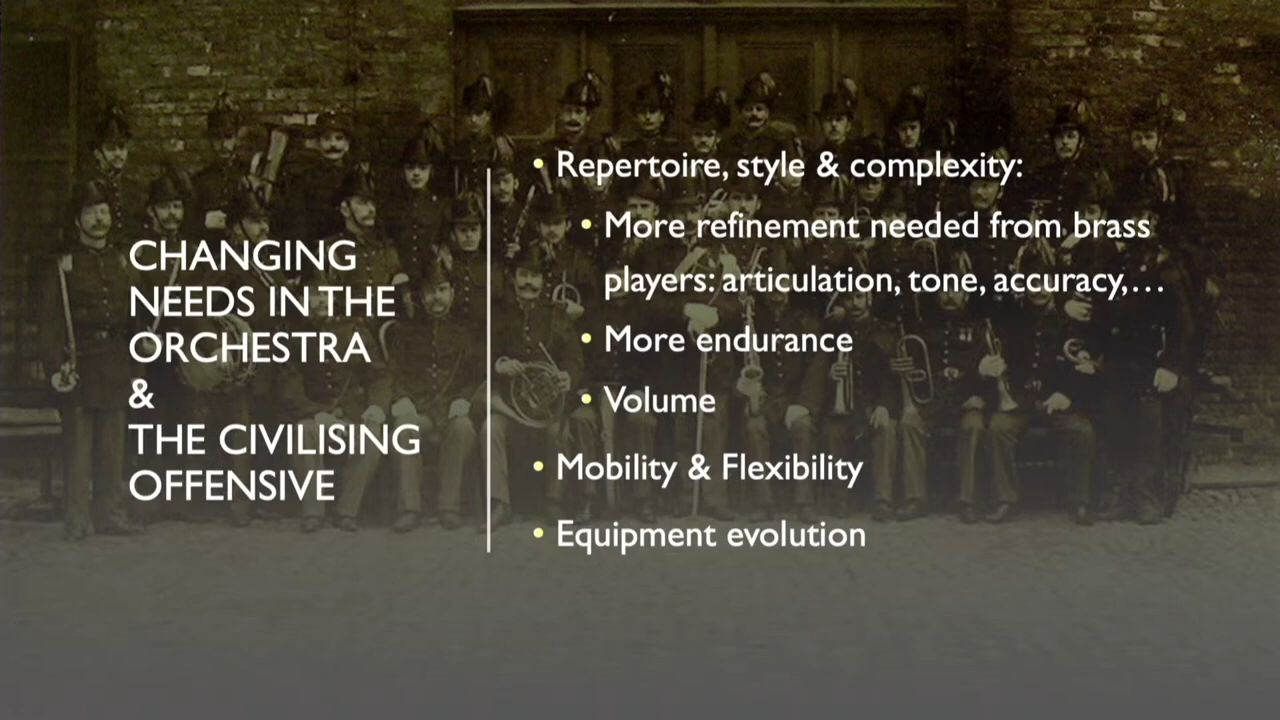 CHANGING
NEEDS IN THE
ORCHESTRA
&
THE CIVILISING
OFFENSIVE
• Repertoire, style & complexity:
• More refinement needed from brass
players: articulation, tone, accuracy,…
• More endurance
• Volume
• Mobility & Flexibility
• Equipment evolution